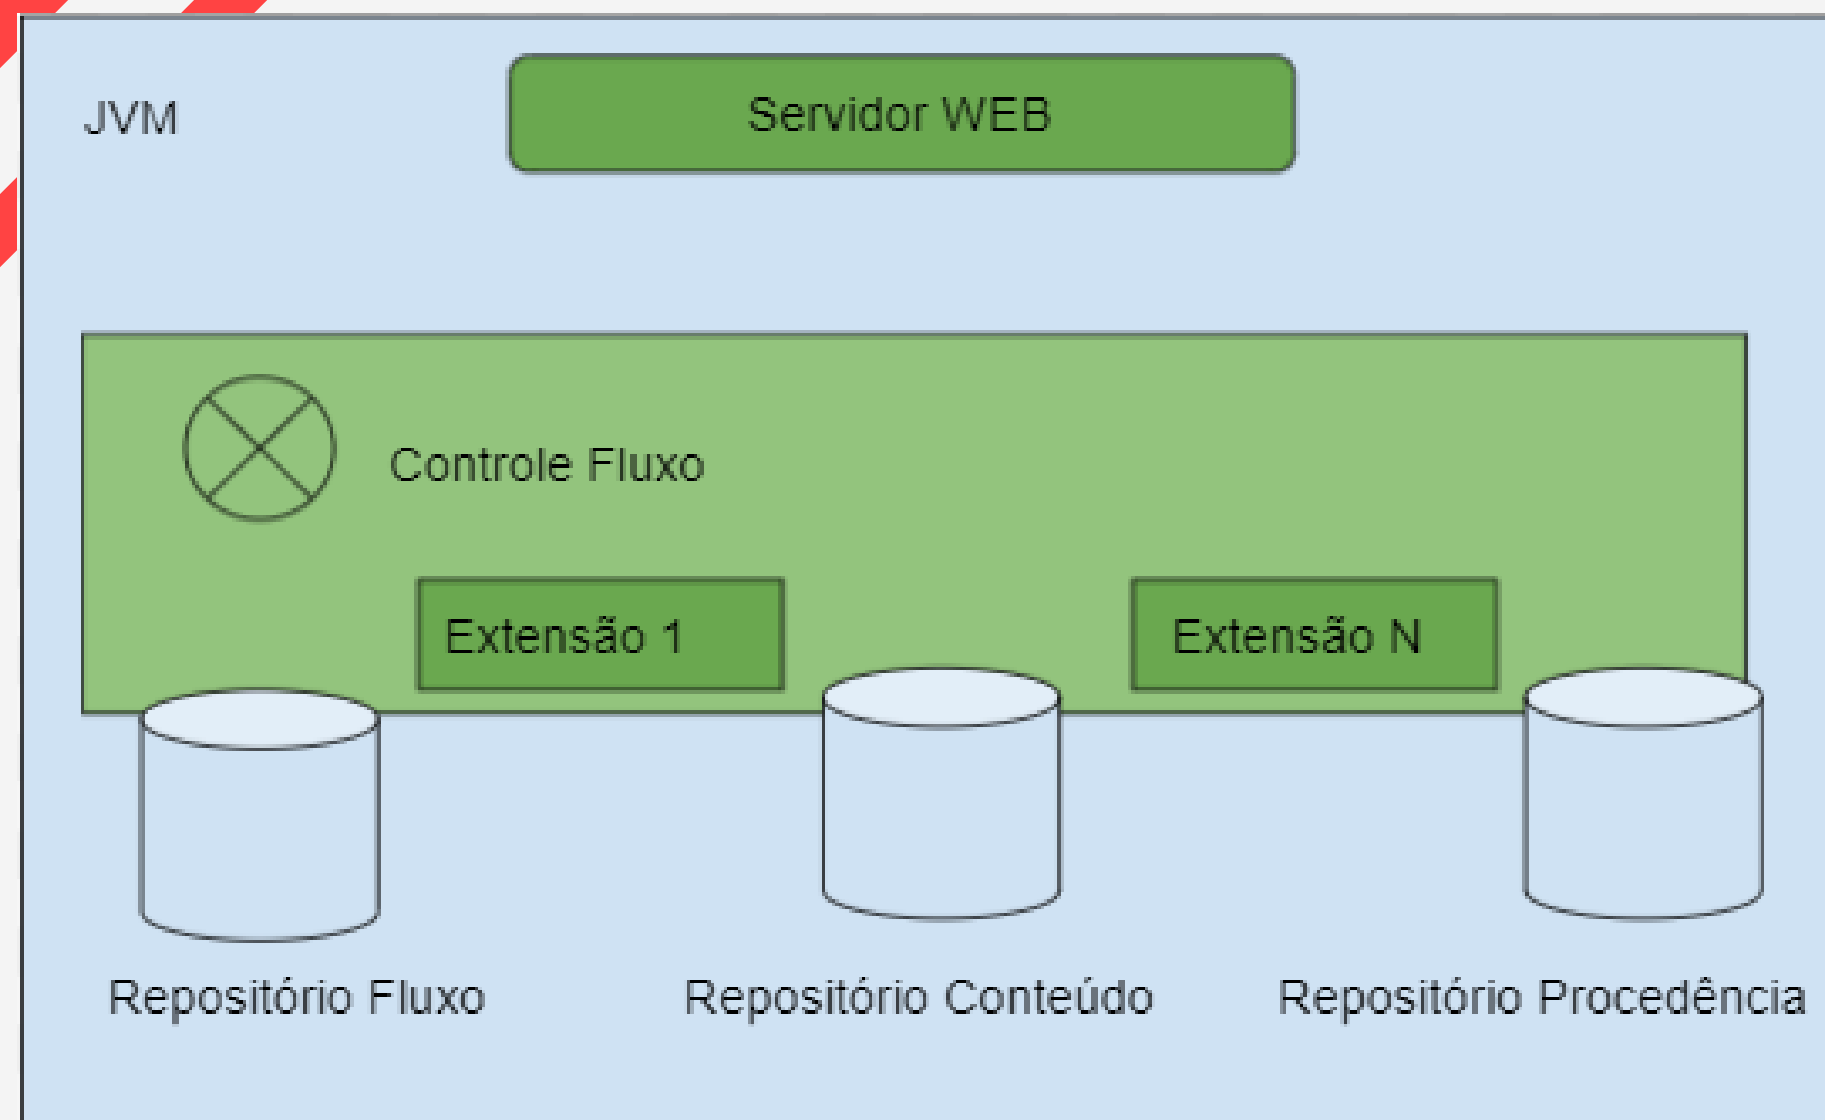 JVM
Servidor WEB
Controle Fluxo
Extensão 1
Extensão N
Repositório Fluxo
Repositório Conteúdo
Repositório Procedência